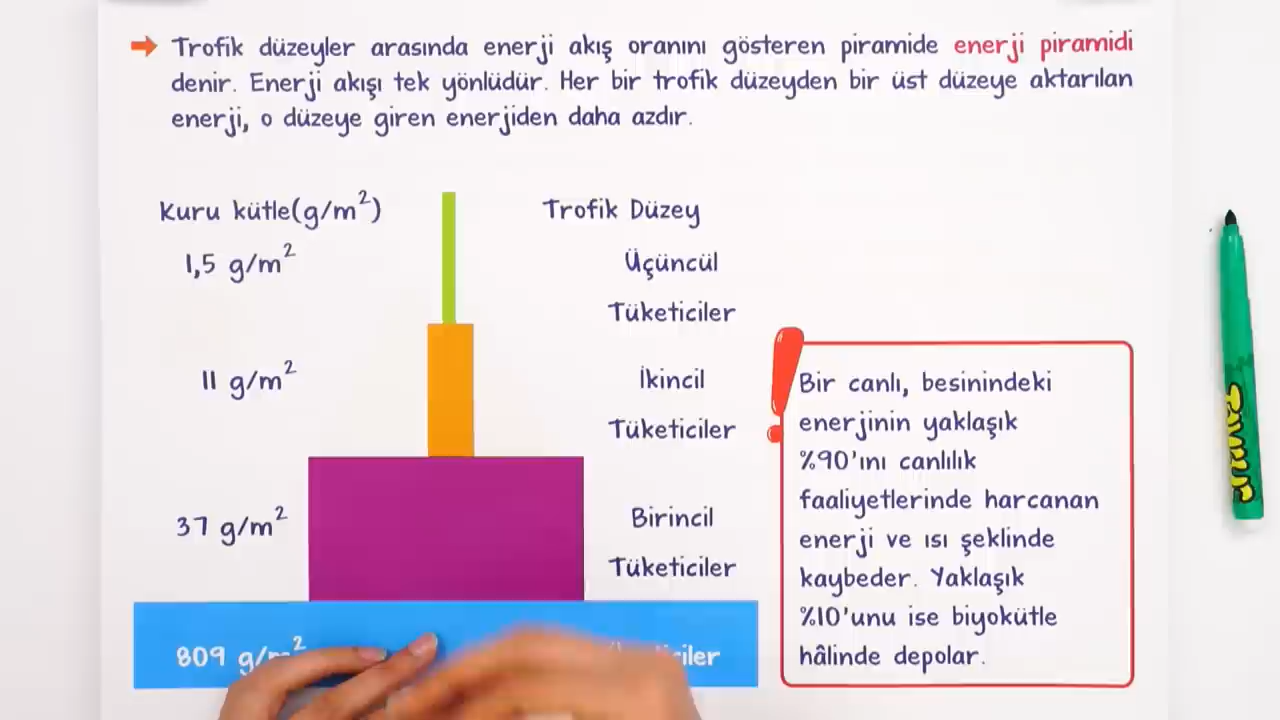 Trofik düzeyler arasında enerji akış oranını gösteren piramide enerji piramidi
denir. Enerji akışı tek yönlüdür. Her bir trofik düzeyden bir üst düzeye aktarılan
enerji, o düzeye giren enerjiden daha azdır.
Kuru kütle(g/m²) Trofik Düzey
1,5 g/m² Üçüncül
Tüketiciler
11 g/m² İkincil
Tüketiciler
37 g/m² Birincil
Tüketiciler
809
Bir canlı, besinindeki
enerjinin yaklaşık
%90'ını canlılık
faaliyetlerinde harcanan
enerji ve ısı şeklinde
kaybeder. Yaklaşık
%10'unu ise biyokütle
hâlinde depolar.